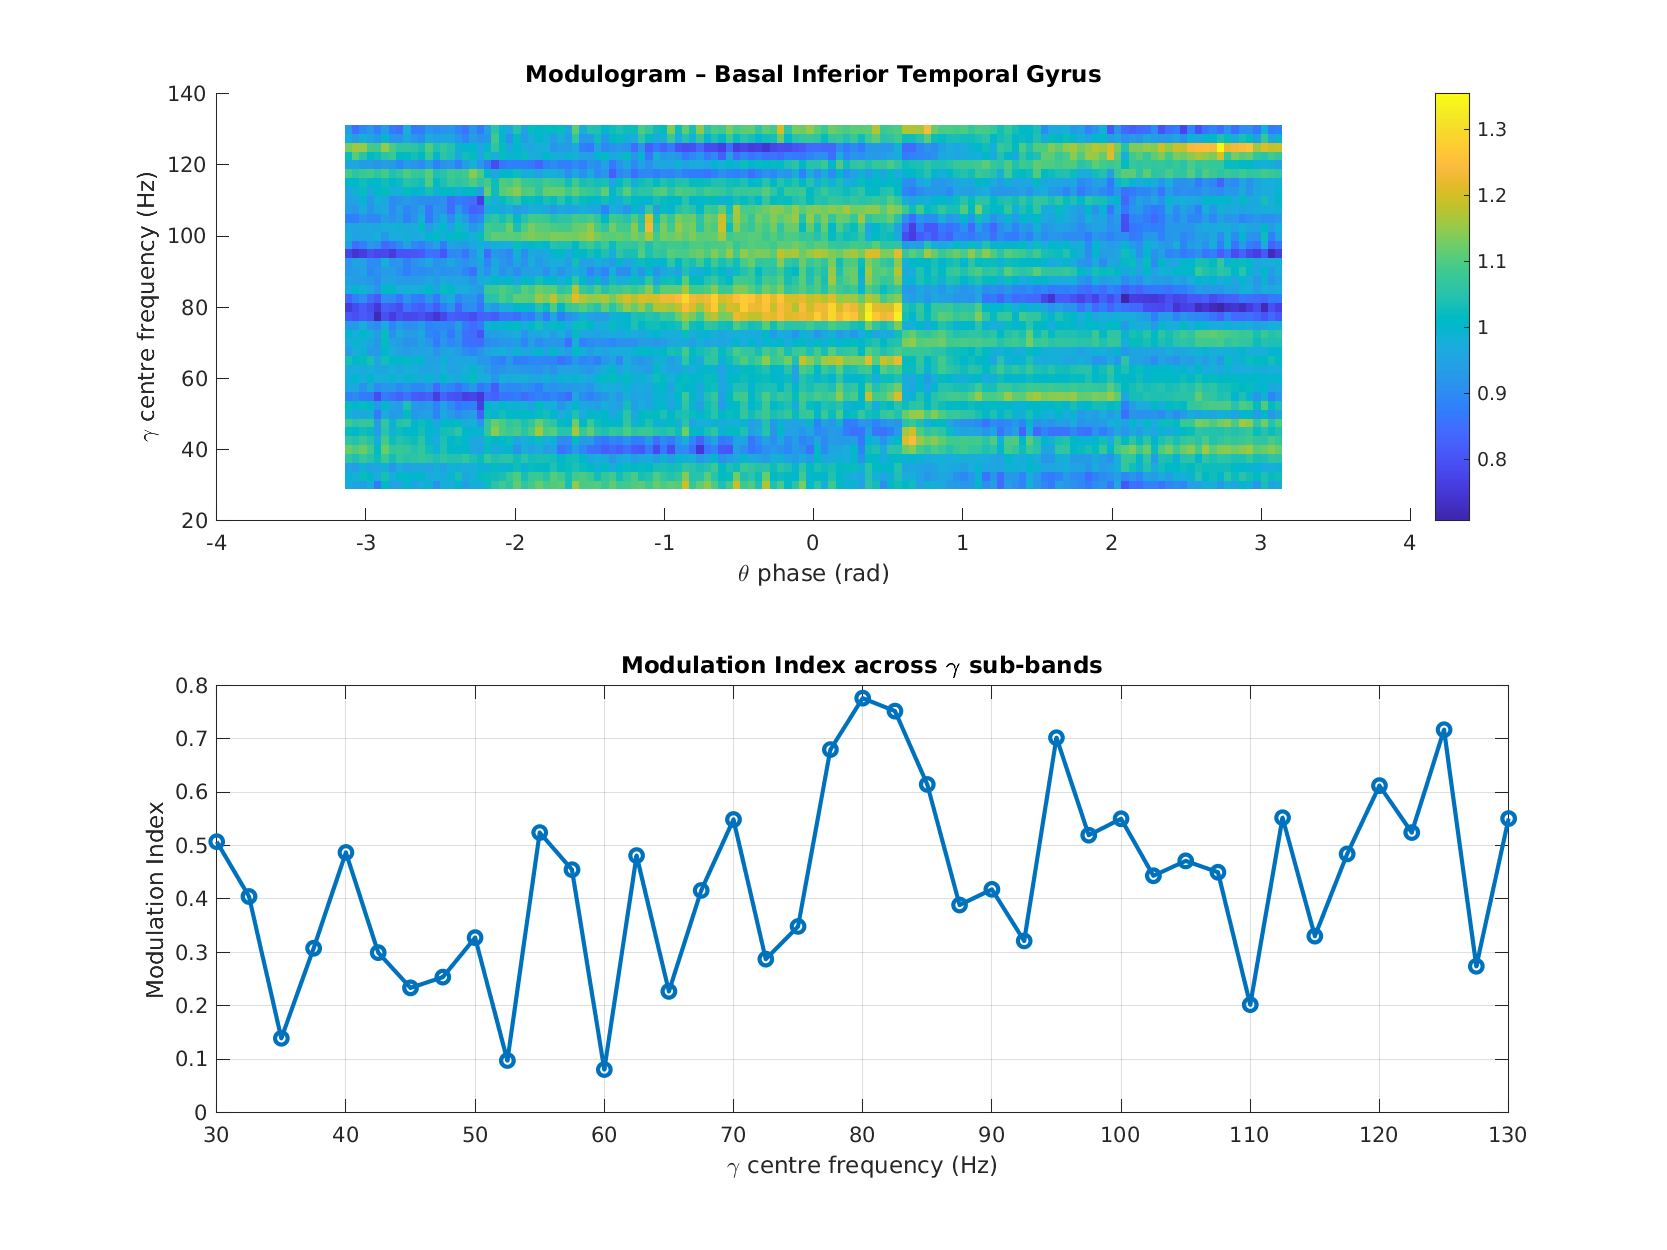 Modulogram – Basal Inferior Temporal Gyrus
γ centre frequency (Hz)
140
120
100
80
60
40
20
-4 -3 -2 -1 0 1 2 3 4
θ phase (rad)
1.3
1.2
1.1
1
0.9
0.8
Modulation Index across γ sub-bands
Modulation Index
0.8
0.7
0.6
0.5
0.4
0.3
0.2
0.1
0
30 40 50 60 70 80 90 100 110 120 130
γ centre frequency (Hz)